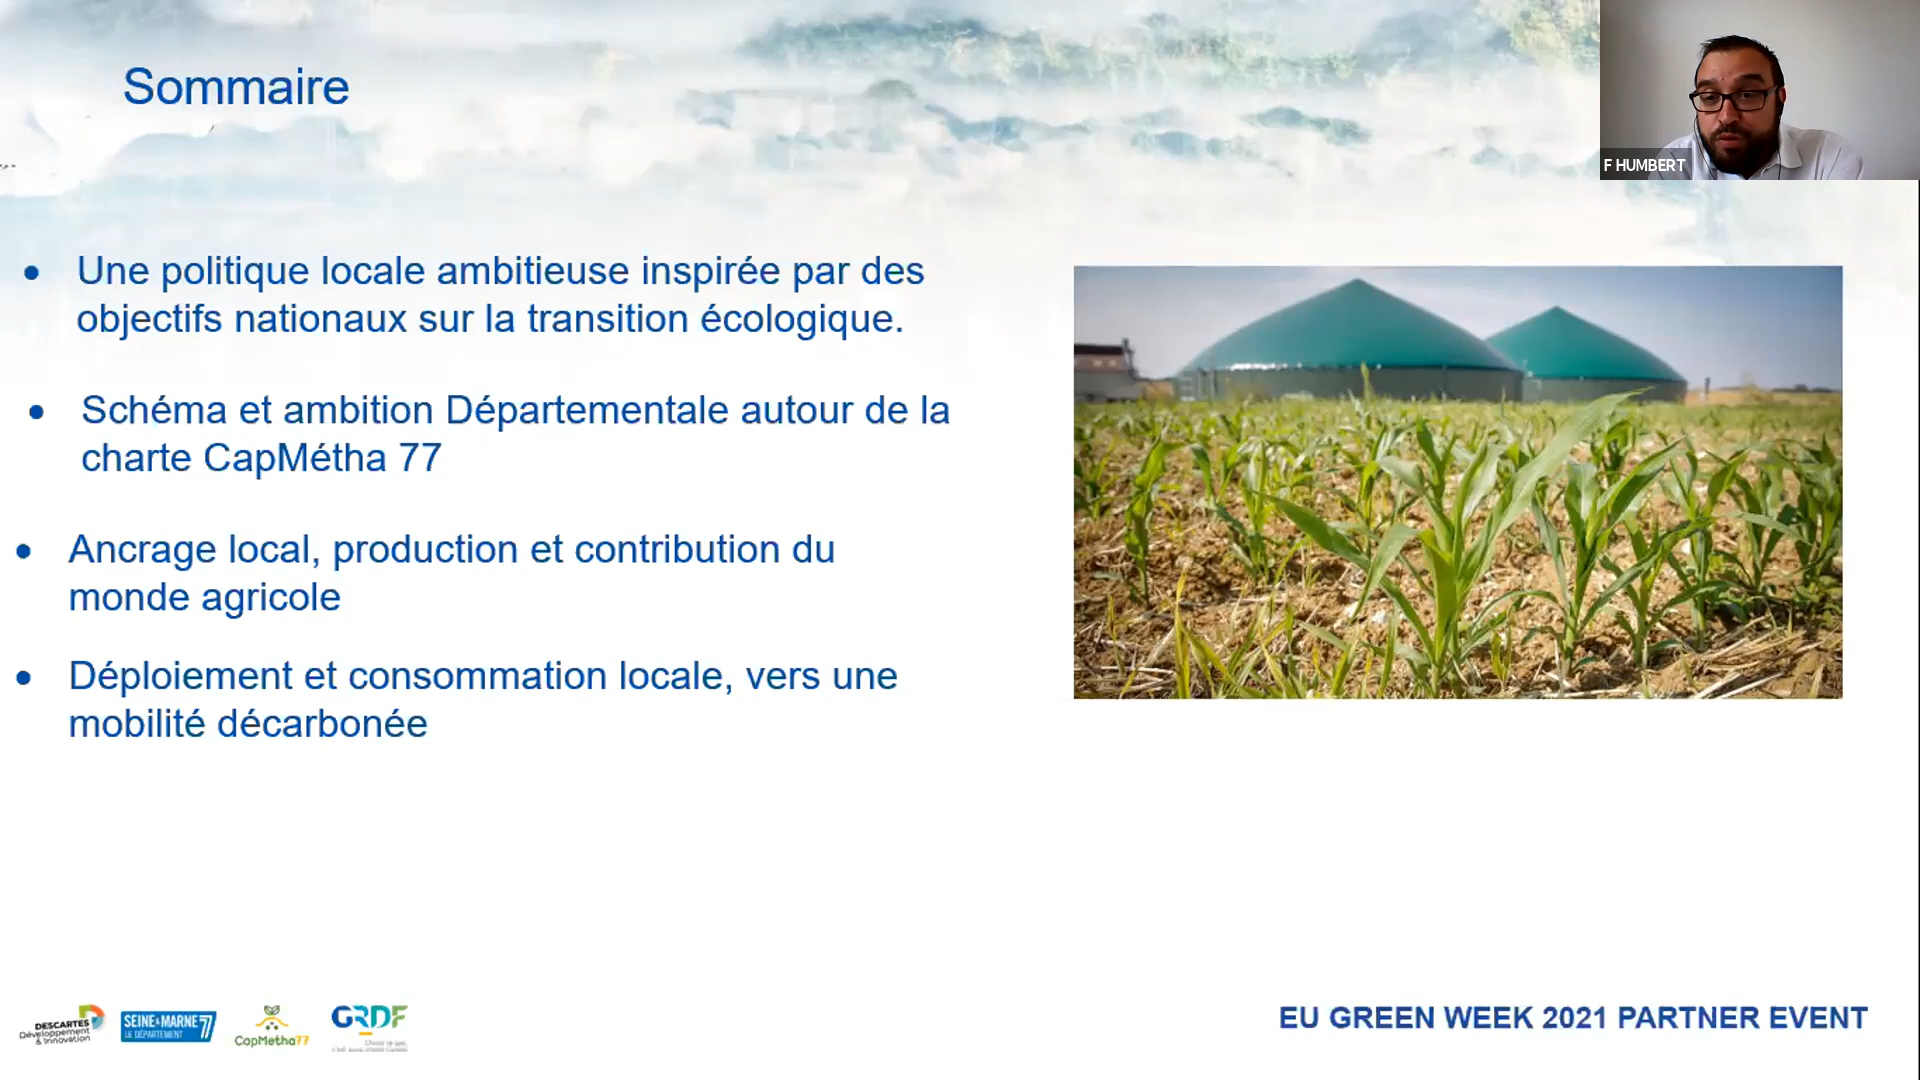 Sommaire
F HUMBERT
• Une politique locale ambitieuse inspirée par des
objectifs nationaux sur la transition écologique.
• Schéma et ambition Départementale autour de la
charte CapMétha 77
• Ancrage local, production et contribution du
monde agricole
• Déploiement et consommation locale, vers une
mobilité décarbonée
DESCARTES
Développement
& Innovation
SEINE & MARNE 77
LE DÉPARTEMENT
CapMétha77
GRDF
EU GREEN WEEK 2021 PARTNER EVENT